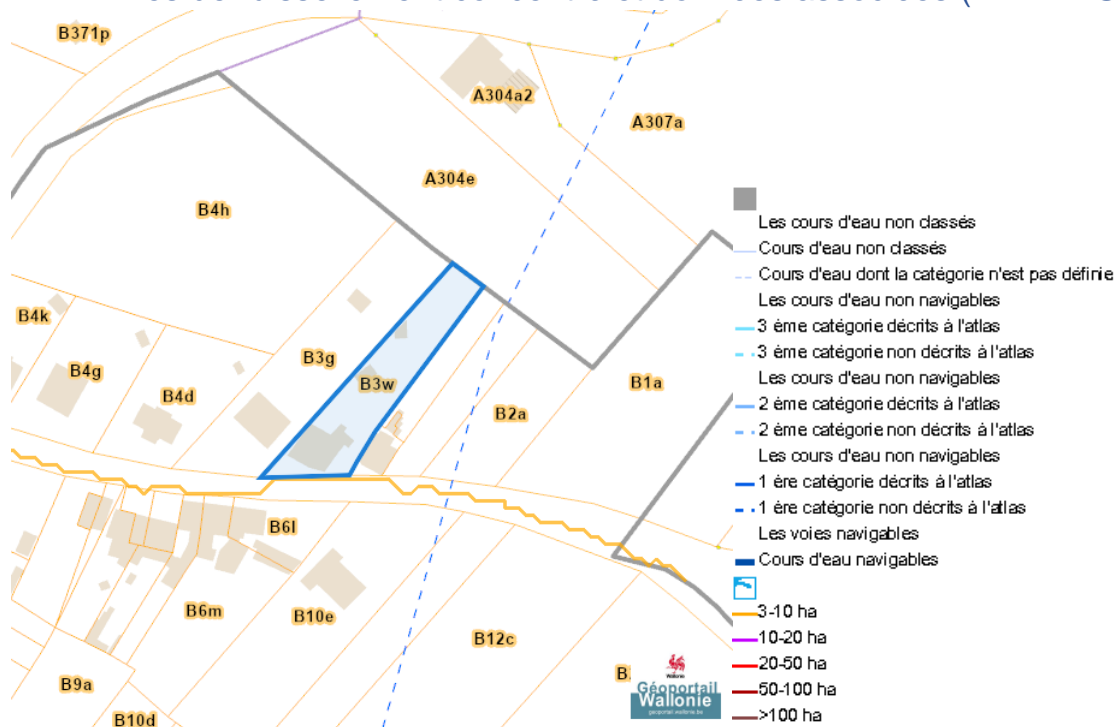 B371p
A304a2
A307a
A304e
B4h
B4k
B4g
B4d
B3g
B3w
B2a
B1a
B6l
B6m
B10e
B12c
B9a
B10d
B.
Les cours d'eau non classés
Cours d'eau non classés
Cours d'eau dont la catégorie n'est pas définie
Les cours d'eau non navigables
3 ème catégorie décrits à l'atlas
3 ème catégorie non décrits à l'atlas
Les cours d'eau non navigables
2 ème catégorie décrits à l'atlas
2 ème catégorie non décrits à l'atlas
Les cours d'eau non navigables
1 ère catégorie décrits à l'atlas
1 ère catégorie non décrits à l'atlas
Les voies navigables
Cours d'eau navigables
3-10 ha
10-20 ha
20-50 ha
50-100 ha
>100 ha
Wallonie
Géoportail
Wallonie
geoportail.wallonie.be